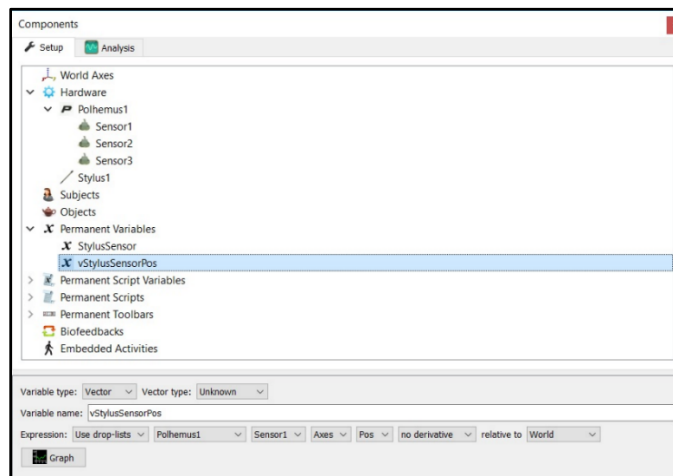 Components
Setup Analysis
World Axes
Hardware
Polhemus1
Sensor1
Sensor2
Sensor3
Stylus1
Subjects
Objects
Permanent Variables
StylusSensor
vStylusSensorPos
Permanent Script Variables
Permanent Scripts
Permanent Toolbars
Biofeedbacks
Embedded Activities
Variable type: Vector Vector type: Unknown
Variable name: vStylusSensorPos
Expression: Use drop-lists Polhemus1 Sensor1 Axes Pos no derivative relative to World
Graph